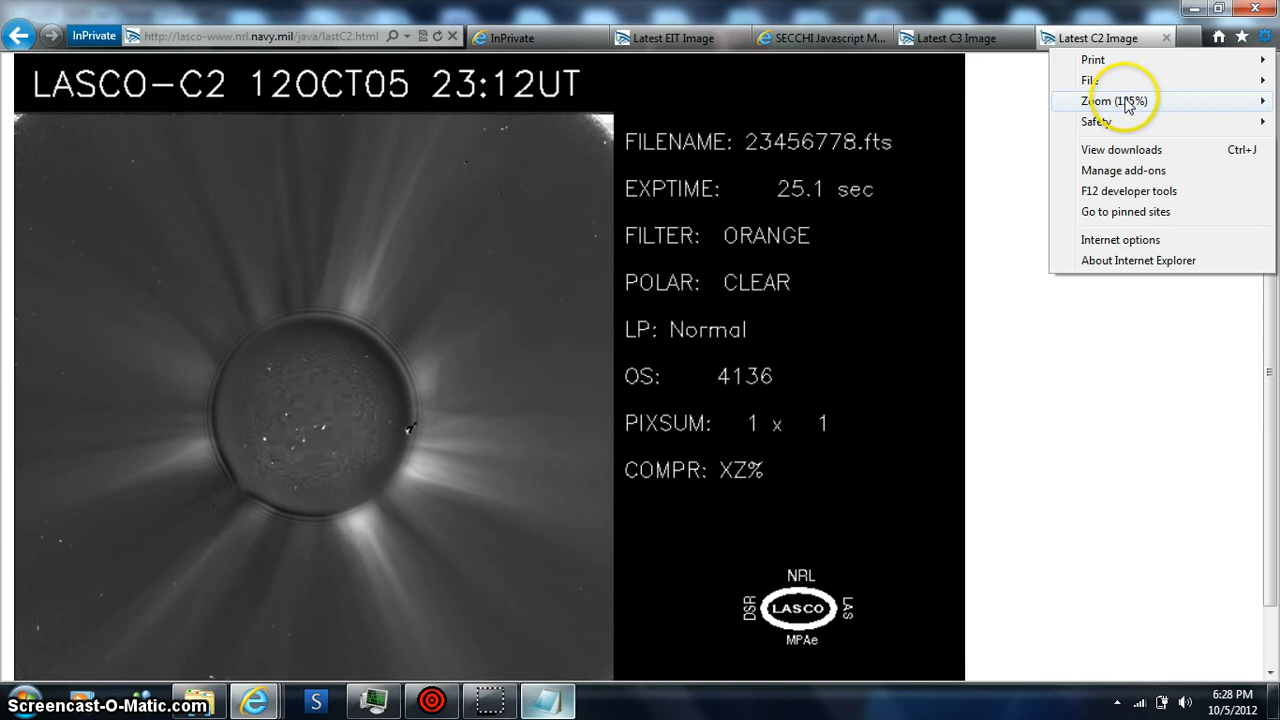 InPrivate
http://lasco-www.nrl.navy.mil/java/lastC2.html
InPrivate
Latest EIT Image
SECCHI Javascript M...
Latest C3 Image
Latest C2 Image
Print
File
Zoom (105%)
Safety
View downloads Ctrl+J
Manage add-ons
F12 developer tools
Go to pinned sites
Internet options
About Internet Explorer
LASCO-C2 12OCT05 23:12UT
FILENAME: 23456778.fts
EXPTIME: 25.1 sec
FILTER: ORANGE
POLAR: CLEAR
LP: Normal
OS: 4136
PIXSUM: 1 x 1
COMPR: XZ%
NRL
DSR LASCO LAS
MPAe
S
6:28 PM
10/5/2012
Screencast-O-Matic.com